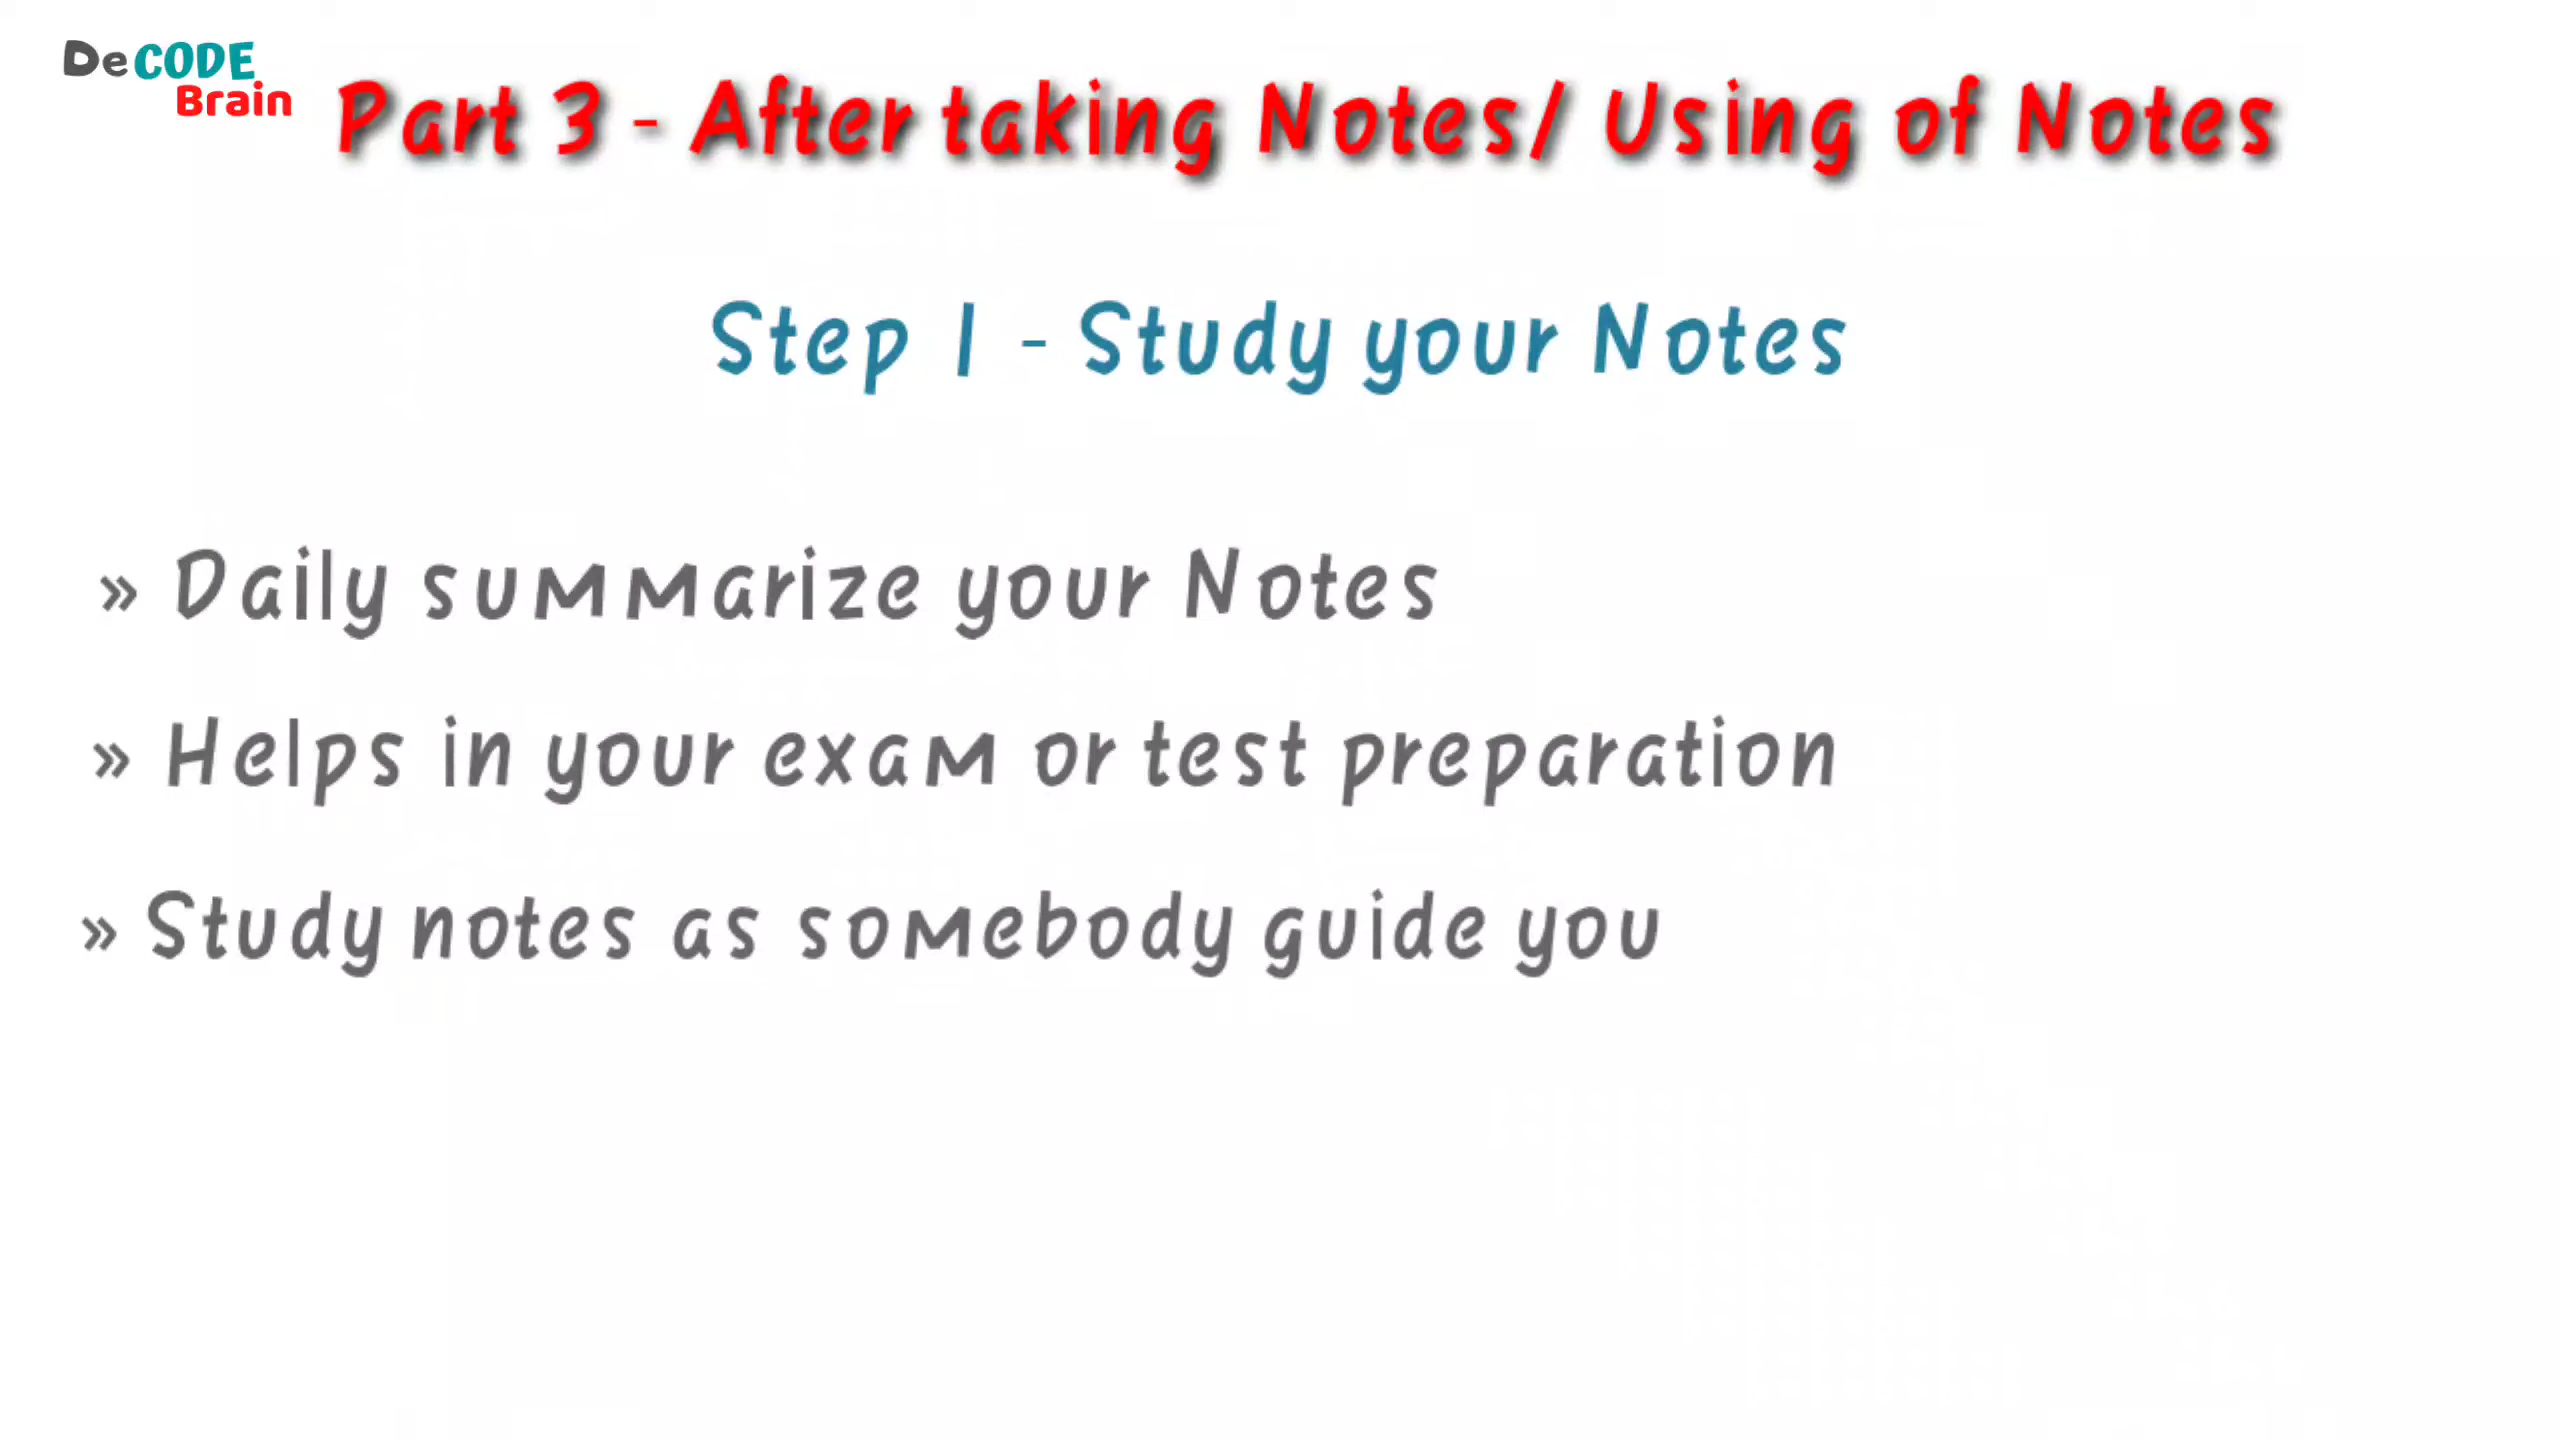 DeCODE
Brain
Part 3 - After taking Notes/ Using of Notes
Step 1 - Study your Notes
» Daily summarize your Notes
» Helps in your exam or test preparation
» Study notes as somebody guide you